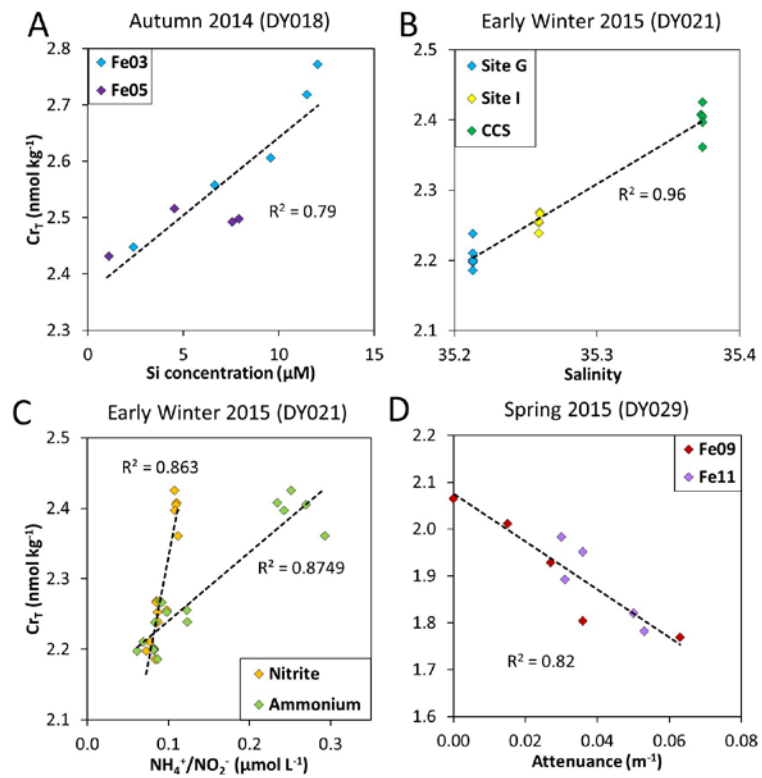 A
Autumn 2014 (DY018)
Fe03
Fe05
2.8
2.7
2.6
2.5
2.4
2.3
Cr_T (nmol kg⁻¹)
R² = 0.79
0
5
10
15
Si concentration (µM)
B
Early Winter 2015 (DY021)
Site G
Site I
CCS
2.5
2.4
2.3
2.2
2.1
R² = 0.96
35.2
35.3
35.4
Salinity
C
Early Winter 2015 (DY021)
2.5
2.4
2.3
2.2
2.1
Cr_T (nmol kg⁻¹)
R² = 0.863
R² = 0.8749
Nitrite
Ammonium
0.0
0.1
0.2
0.3
NH₄⁺/NO₂⁻ (µmol L⁻¹)
D
Spring 2015 (DY029)
Fe09
Fe11
2.2
2.1
2.0
1.9
1.8
1.7
1.6
R² = 0.82
0.00
0.02
0.04
0.06
0.08
Attenuance (m⁻¹)